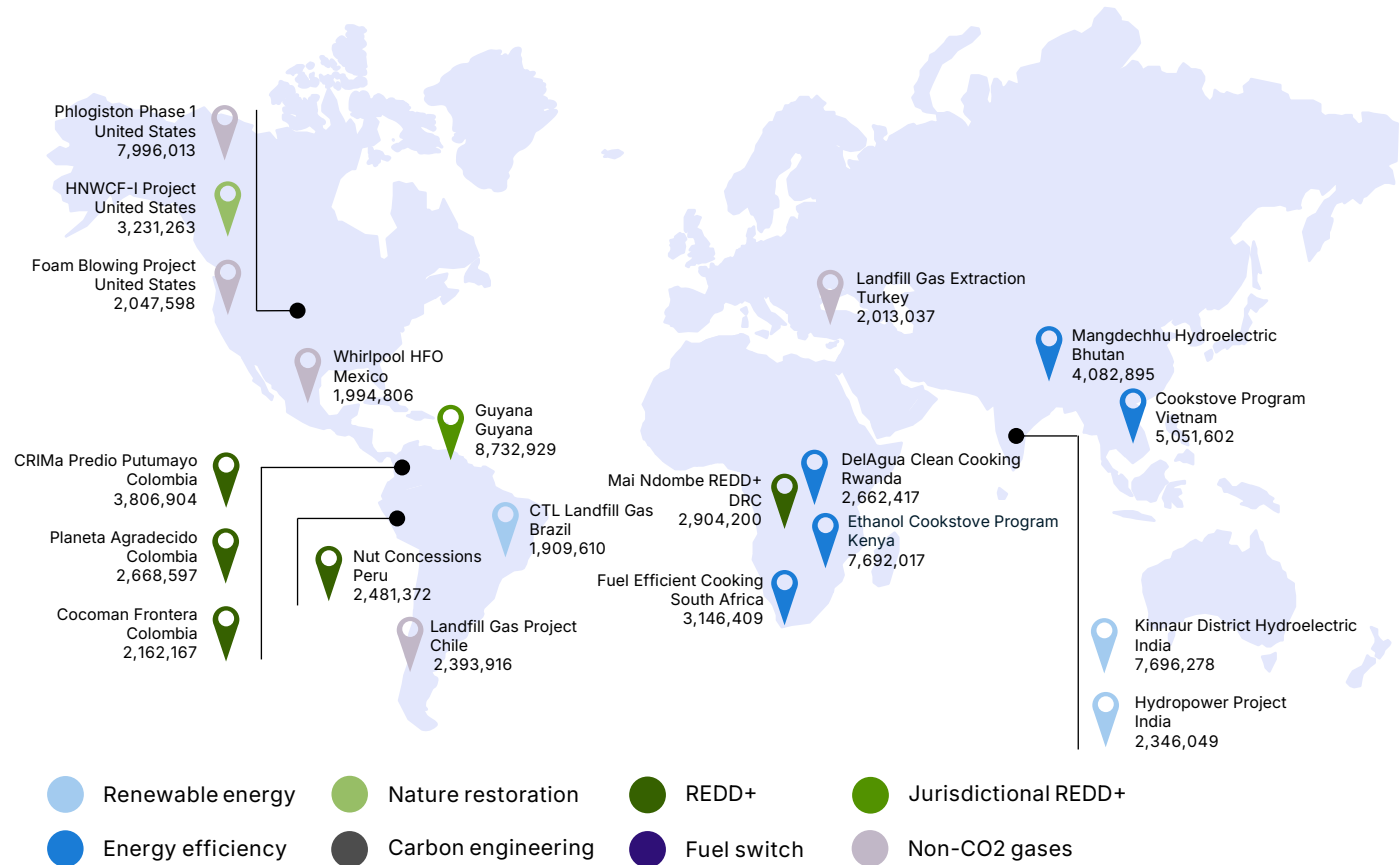 Phlogiston Phase 1
United States
7,996,013
HNWCF-I Project
United States
3,231,263
Foam Blowing Project
United States
2,047,598
Whirlpool HFO
Mexico
1,994,806
Guyana
Guyana
8,732,929
CRIMa Predio Putumayo
Colombia
3,806,904
Planeta Agradecido
Colombia
2,668,597
Cocoman Frontera
Colombia
2,162,167
Nut Concessions
Peru
2,481,372
CTL Landfill Gas
Brazil
1,909,610
Landfill Gas Project
Chile
2,393,916
Landfill Gas Extraction
Turkey
2,013,037
Mangdechhu Hydroelectric
Bhutan
4,082,895
Cookstove Program
Vietnam
5,051,602
DelAgua Clean Cooking
Rwanda
2,662,417
Mai Ndombe REDD+
DRC
2,904,200
Ethanol Cookstove Program
Kenya
7,692,017
Fuel Efficient Cooking
South Africa
3,146,409
Kinnaur District Hydroelectric
India
7,696,278
Hydropower Project
India
2,346,049
Renewable energy
Nature restoration
REDD+
Jurisdictional REDD+
Energy efficiency
Carbon engineering
Fuel switch
Non-CO2 gases